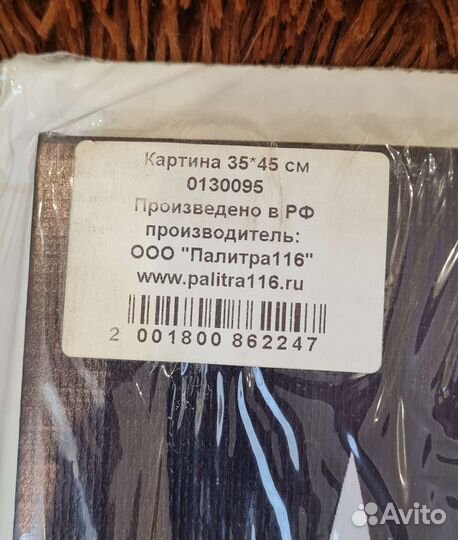 Картина 35*45 см
0130095
Произведено в РФ
производитель:
ООО "Палитра116"
www.palitra116.ru
2 001800 862247
Avito